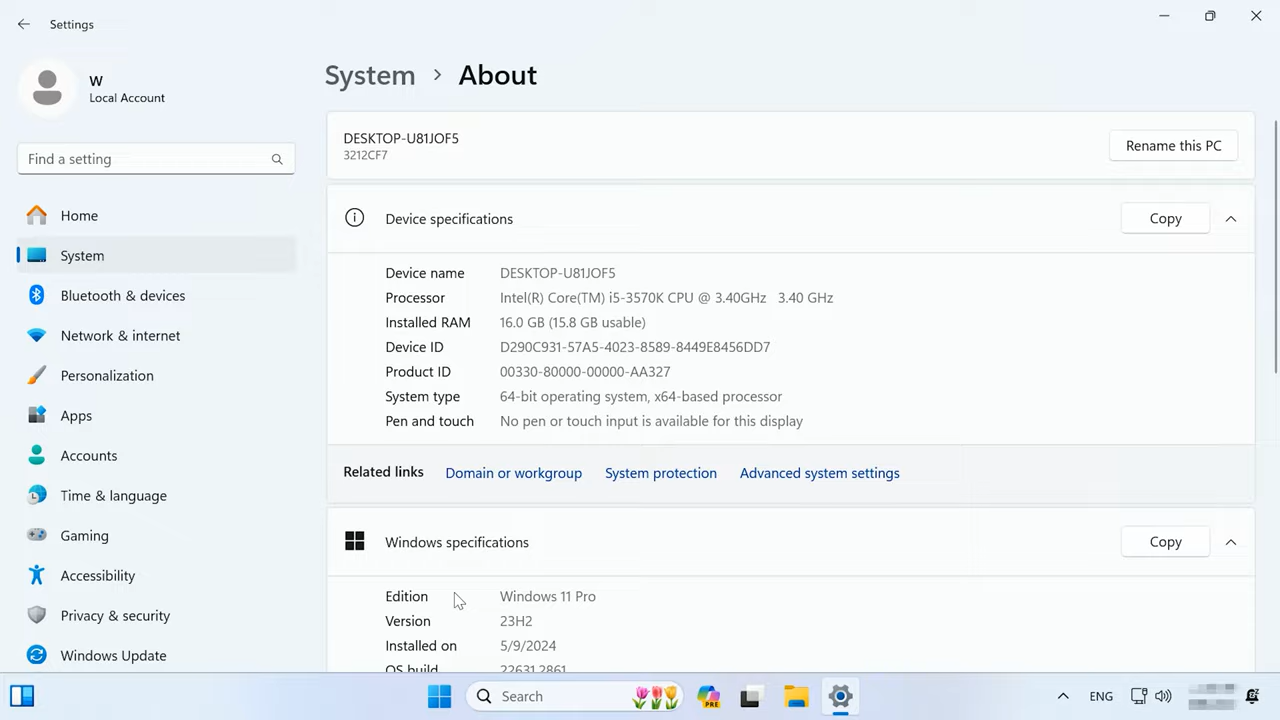 Settings
W
Local Account
Find a setting
Home
System
Bluetooth & devices
Network & internet
Personalization
Apps
Accounts
Time & language
Gaming
Accessibility
Privacy & security
Windows Update
System > About
DESKTOP-U81JOF5
3212CF7
Rename this PC
Device specifications
Copy
Device name DESKTOP-U81JOF5
Processor Intel(R) Core(TM) i5-3570K CPU @ 3.40GHz 3.40 GHz
Installed RAM 16.0 GB (15.8 GB usable)
Device ID D290C931-57A5-4023-8589-8449E8456DD7
Product ID 00330-80000-00000-AA327
System type 64-bit operating system, x64-based processor
Pen and touch No pen or touch input is available for this display
Related links Domain or workgroup System protection Advanced system settings
Windows specifications
Copy
Edition Windows 11 Pro
Version 23H2
Installed on 5/9/2024
OS build 22631.2861
Search
PRE
ENG